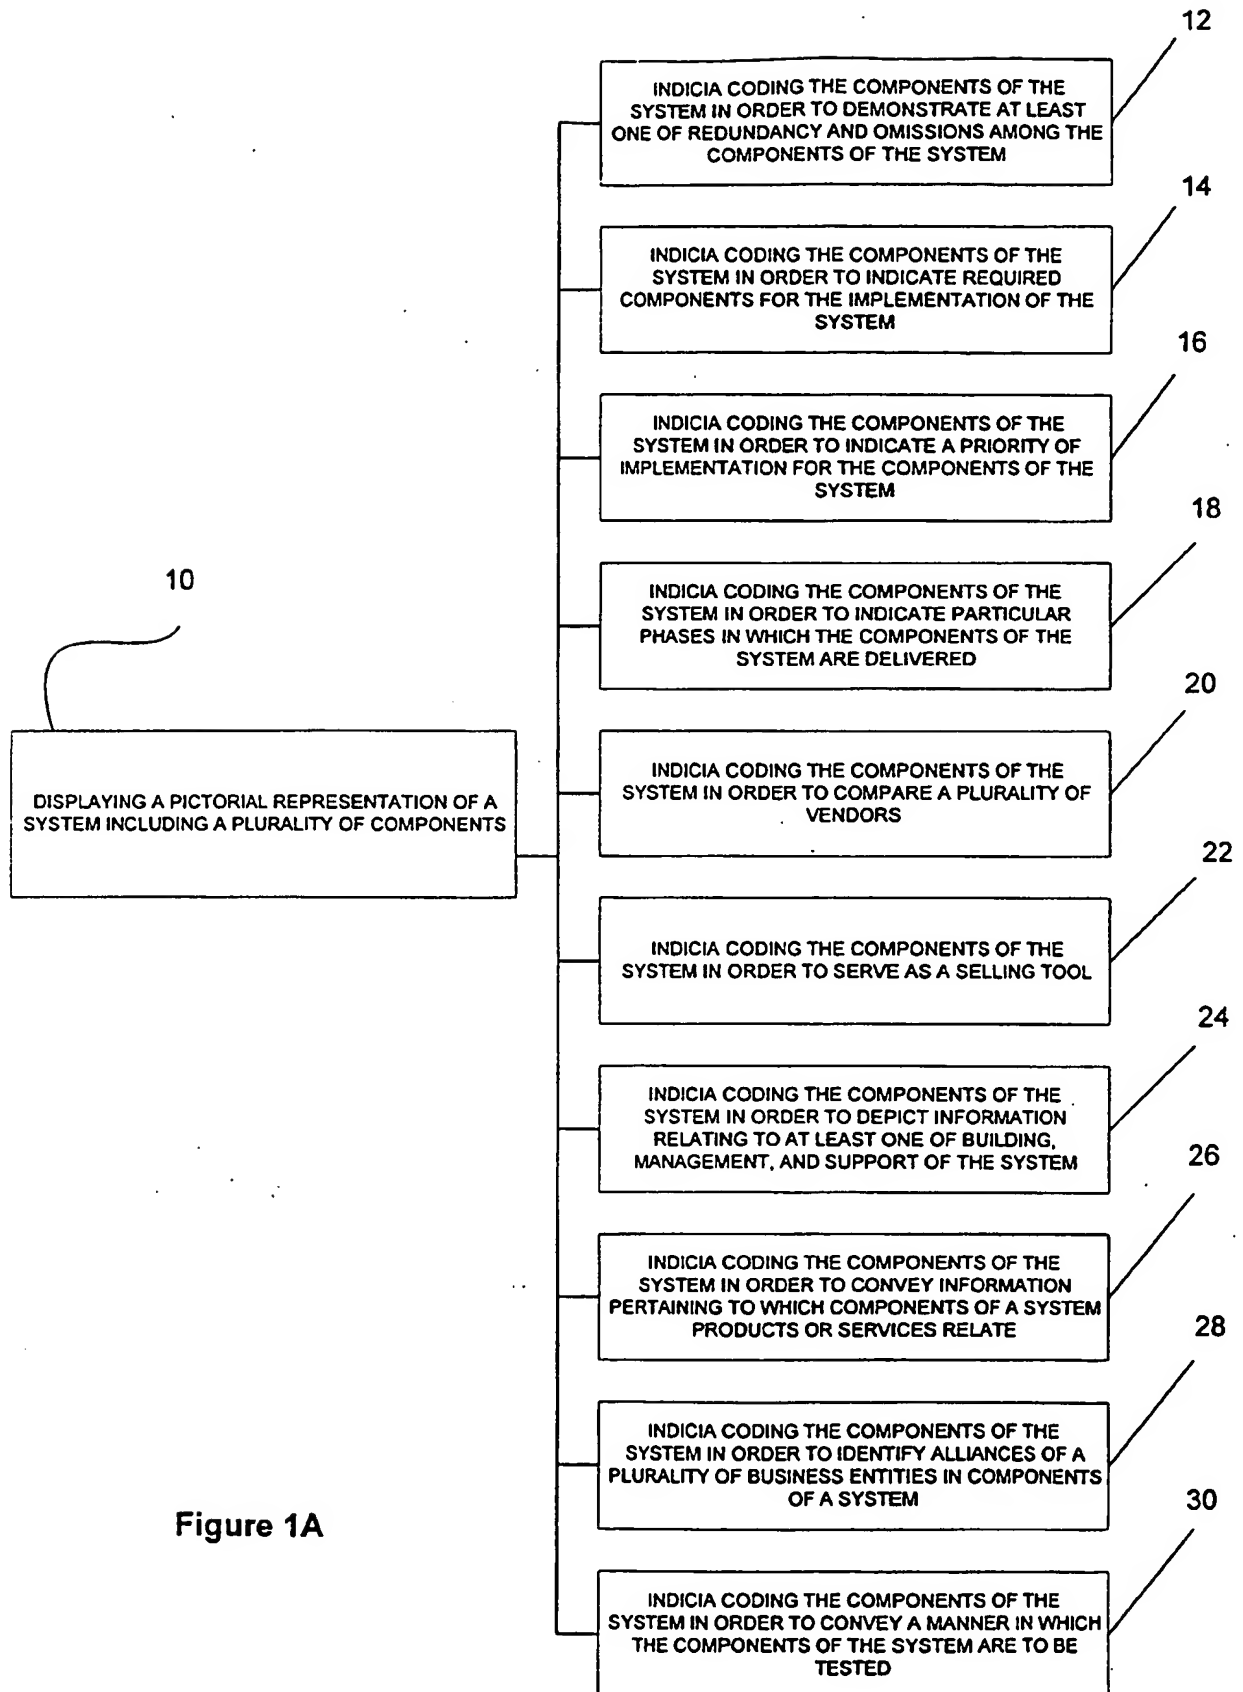 12
INDICIA CODING THE COMPONENTS OF THE
SYSTEM IN ORDER TO DEMONSTRATE AT LEAST
ONE OF REDUNDANCY AND OMISSIONS AMONG THE
COMPONENTS OF THE SYSTEM
14
INDICIA CODING THE COMPONENTS OF THE
SYSTEM IN ORDER TO INDICATE REQUIRED
COMPONENTS FOR THE IMPLEMENTATION OF THE
SYSTEM
16
INDICIA CODING THE COMPONENTS OF THE
SYSTEM IN ORDER TO INDICATE A PRIORITY OF
IMPLEMENTATION FOR THE COMPONENTS OF THE
SYSTEM
18
INDICIA CODING THE COMPONENTS OF THE
SYSTEM IN ORDER TO INDICATE PARTICULAR
PHASES IN WHICH THE COMPONENTS OF THE
SYSTEM ARE DELIVERED
10
DISPLAYING A PICTORIAL REPRESENTATION OF A
SYSTEM INCLUDING A PLURALITY OF COMPONENTS
20
INDICIA CODING THE COMPONENTS OF THE
SYSTEM IN ORDER TO COMPARE A PLURALITY OF
VENDORS
22
INDICIA CODING THE COMPONENTS OF THE
SYSTEM IN ORDER TO SERVE AS A SELLING TOOL
24
INDICIA CODING THE COMPONENTS OF THE
SYSTEM IN ORDER TO DEPICT INFORMATION
RELATING TO AT LEAST ONE OF BUILDING,
MANAGEMENT, AND SUPPORT OF THE SYSTEM
26
INDICIA CODING THE COMPONENTS OF THE
SYSTEM IN ORDER TO CONVEY INFORMATION
PERTAINING TO WHICH COMPONENTS OF A SYSTEM
PRODUCTS OR SERVICES RELATE
28
INDICIA CODING THE COMPONENTS OF THE
SYSTEM IN ORDER TO IDENTIFY ALLIANCES OF A
PLURALITY OF BUSINESS ENTITIES IN COMPONENTS
OF A SYSTEM
30
INDICIA CODING THE COMPONENTS OF THE
SYSTEM IN ORDER TO CONVEY A MANNER IN WHICH
THE COMPONENTS OF THE SYSTEM ARE TO BE
TESTED
Figure 1A